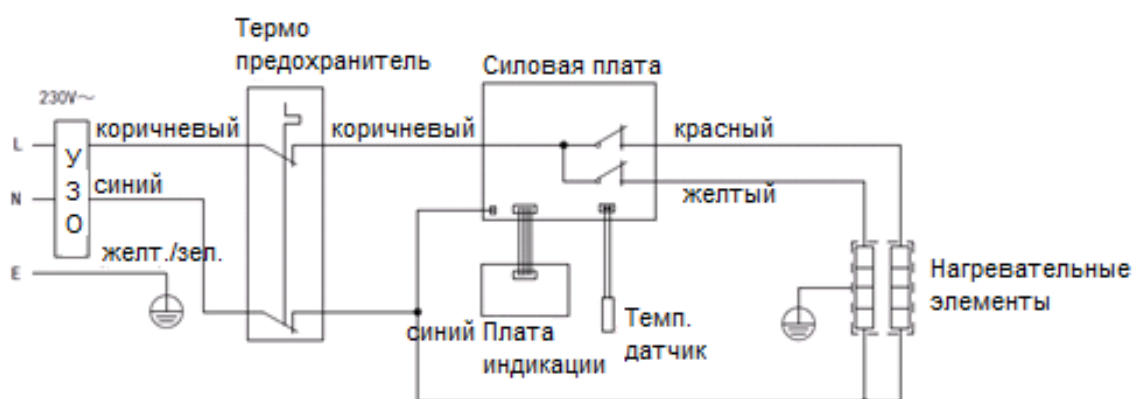 Термо
предохранитель
Силовая плата
230V~
L
коричневый
коричневый
красный
УЗО
N
синий
желтый
желт./зел.
E
Нагревательные
элементы
синий
Плата
индикации
Темп.
датчик